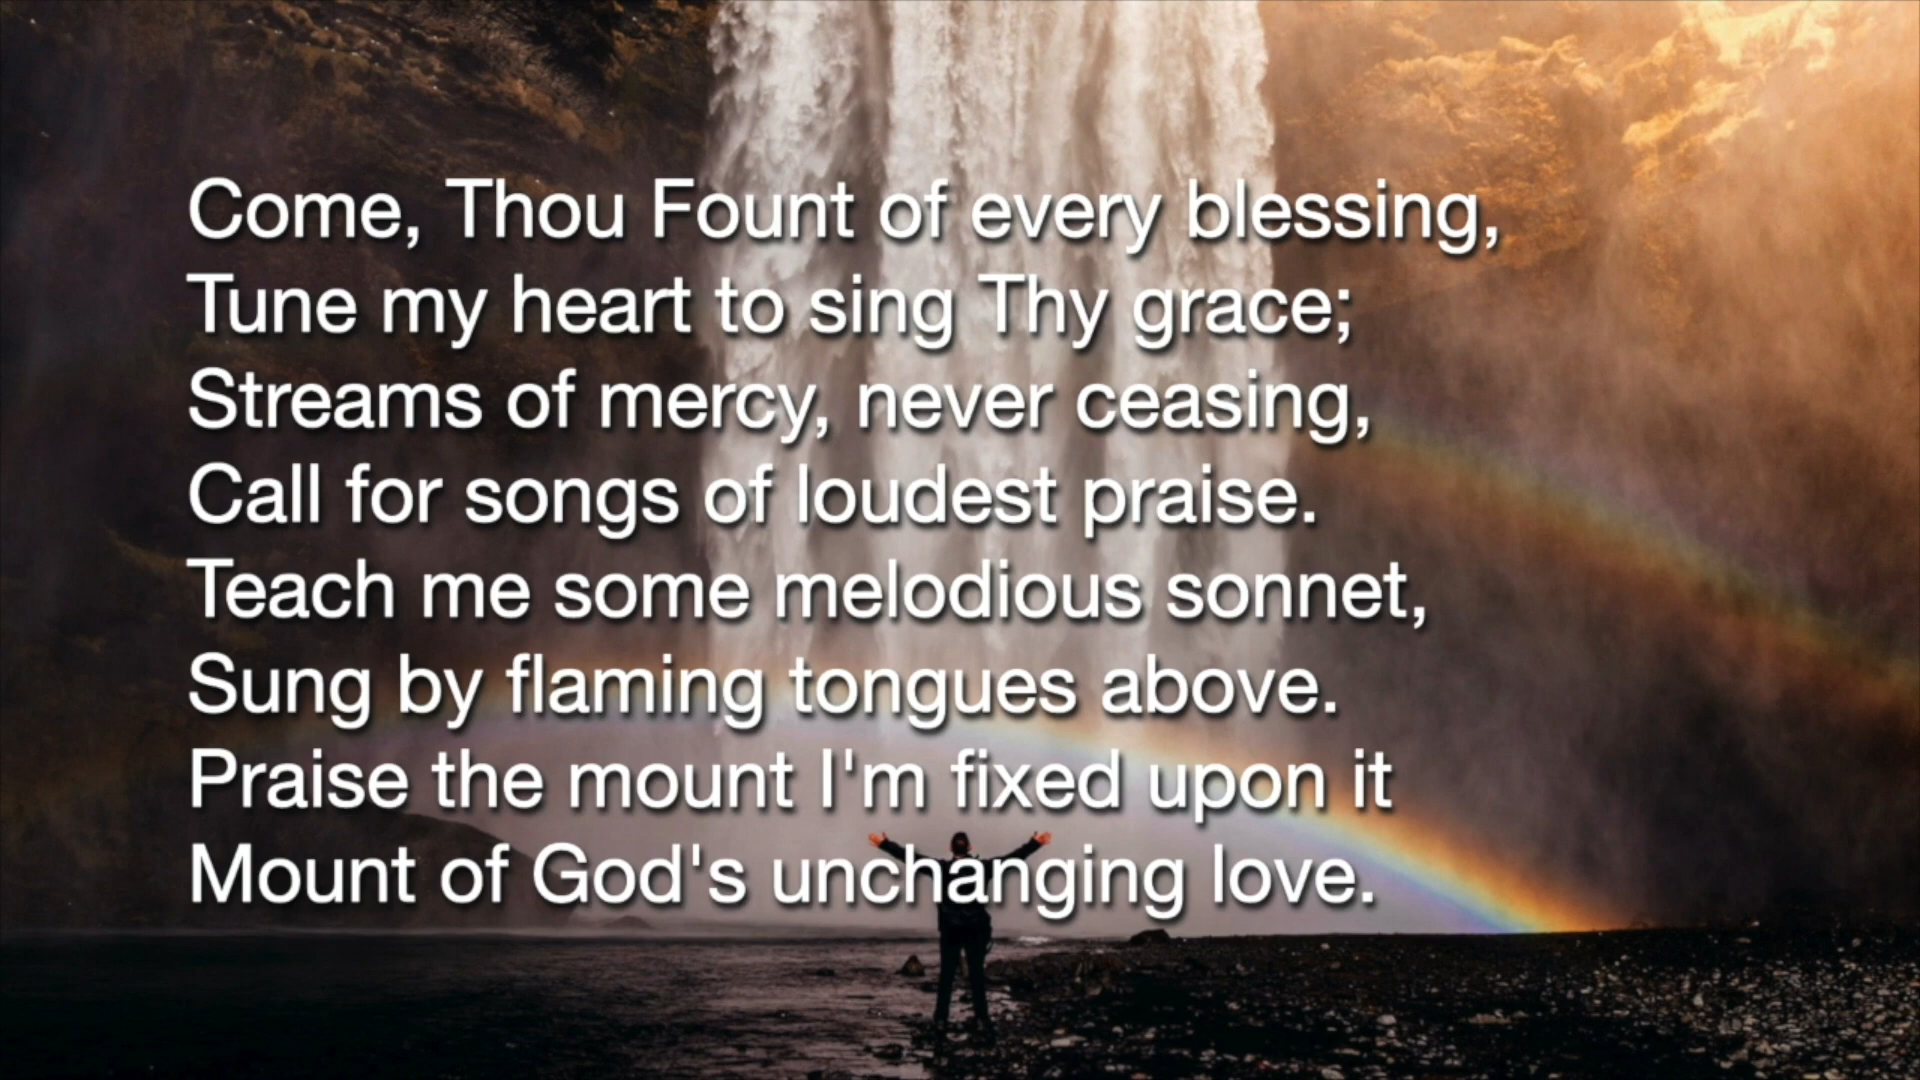 Come, Thou Fount of every blessing,
Tune my heart to sing Thy grace;
Streams of mercy, never ceasing,
Call for songs of loudest praise.
Teach me some melodious sonnet,
Sung by flaming tongues above.
Praise the mount I'm fixed upon it
Mount of God's unchanging love.